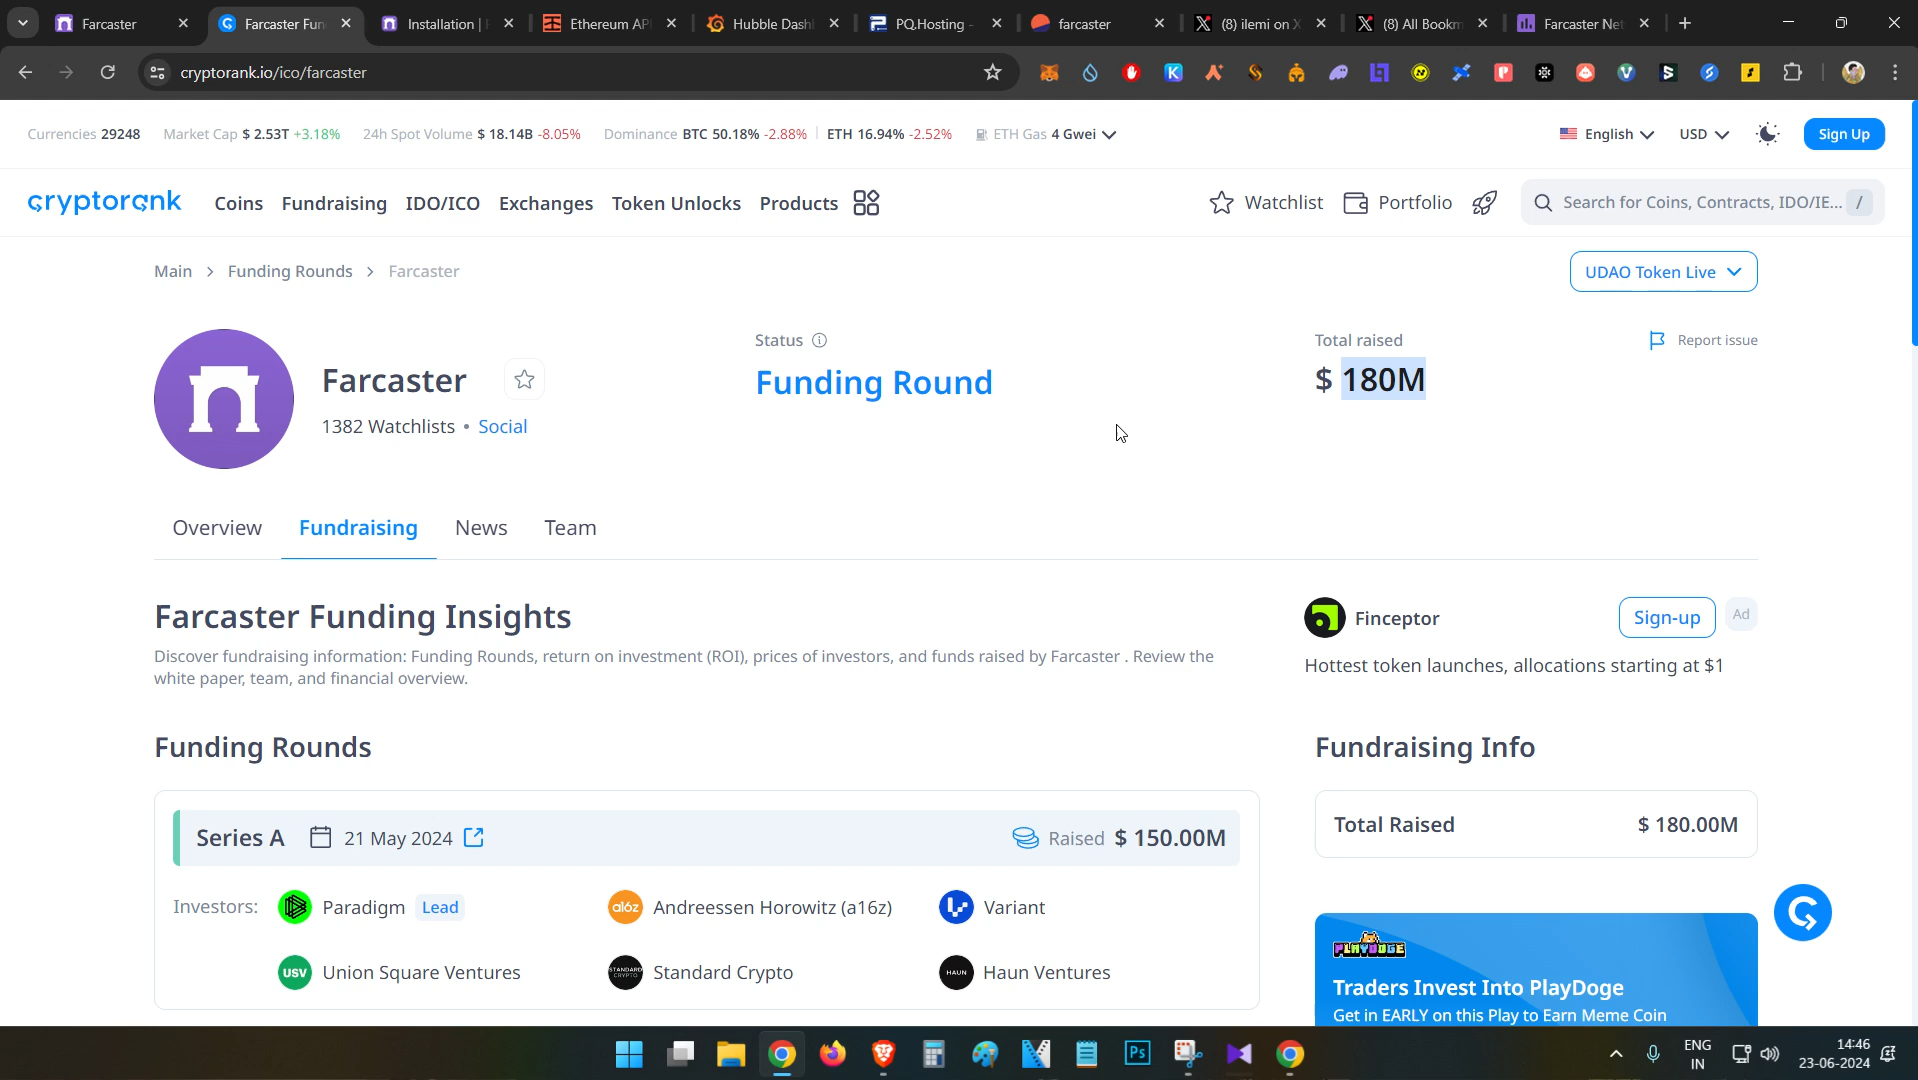 Farcaster
Farcaster Fun
Installation |
Ethereum AP
Hubble Dash
PQ.Hosting -
farcaster
(8) ilemi on X
(8) All Bookm
Farcaster Ne
cryptorank.io/ico/farcaster
Currencies 29248 Market Cap $ 2.53T +3.18% 24h Spot Volume $ 18.14B -8.05% Dominance BTC 50.18% -2.88% ETH 16.94% -2.52% ETH Gas 4 Gwei English USD Sign Up
cryptorank Coins Fundraising IDO/ICO Exchanges Token Unlocks Products Watchlist Portfolio Search for Coins, Contracts, IDO/IE... /
Main > Funding Rounds > Farcaster
UDAO Token Live
Farcaster
1382 Watchlists • Social
Status
Funding Round
Total raised
$ 180M
Report issue
Overview Fundraising News Team
Farcaster Funding Insights
Discover fundraising information: Funding Rounds, return on investment (ROI), prices of investors, and funds raised by Farcaster . Review the
white paper, team, and financial overview.
Finceptor Sign-up Ad
Hottest token launches, allocations starting at $1
Funding Rounds
Series A 21 May 2024 Raised $ 150.00M
Investors: Paradigm Lead a16z Andreessen Horowitz (a16z) Variant
USV Union Square Ventures STANDARD CRYPTO Standard Crypto HAUN Haun Ventures
Fundraising Info
Total Raised $ 180.00M
PLAYDOGE
Traders Invest Into PlayDoge
Get in EARLY on this Play to Earn Meme Coin
Ps
ENG
IN
14:46
23-06-2024